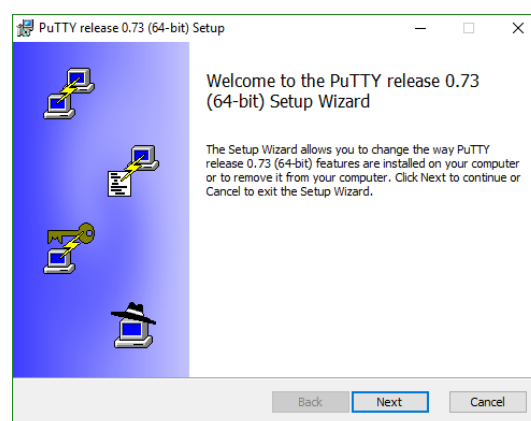 PuTTY release 0.73 (64-bit) Setup
Welcome to the PuTTY release 0.73
(64-bit) Setup Wizard
The Setup Wizard allows you to change the way PuTTY
release 0.73 (64-bit) features are installed on your computer
or to remove it from your computer. Click Next to continue or
Cancel to exit the Setup Wizard.
Back Next Cancel